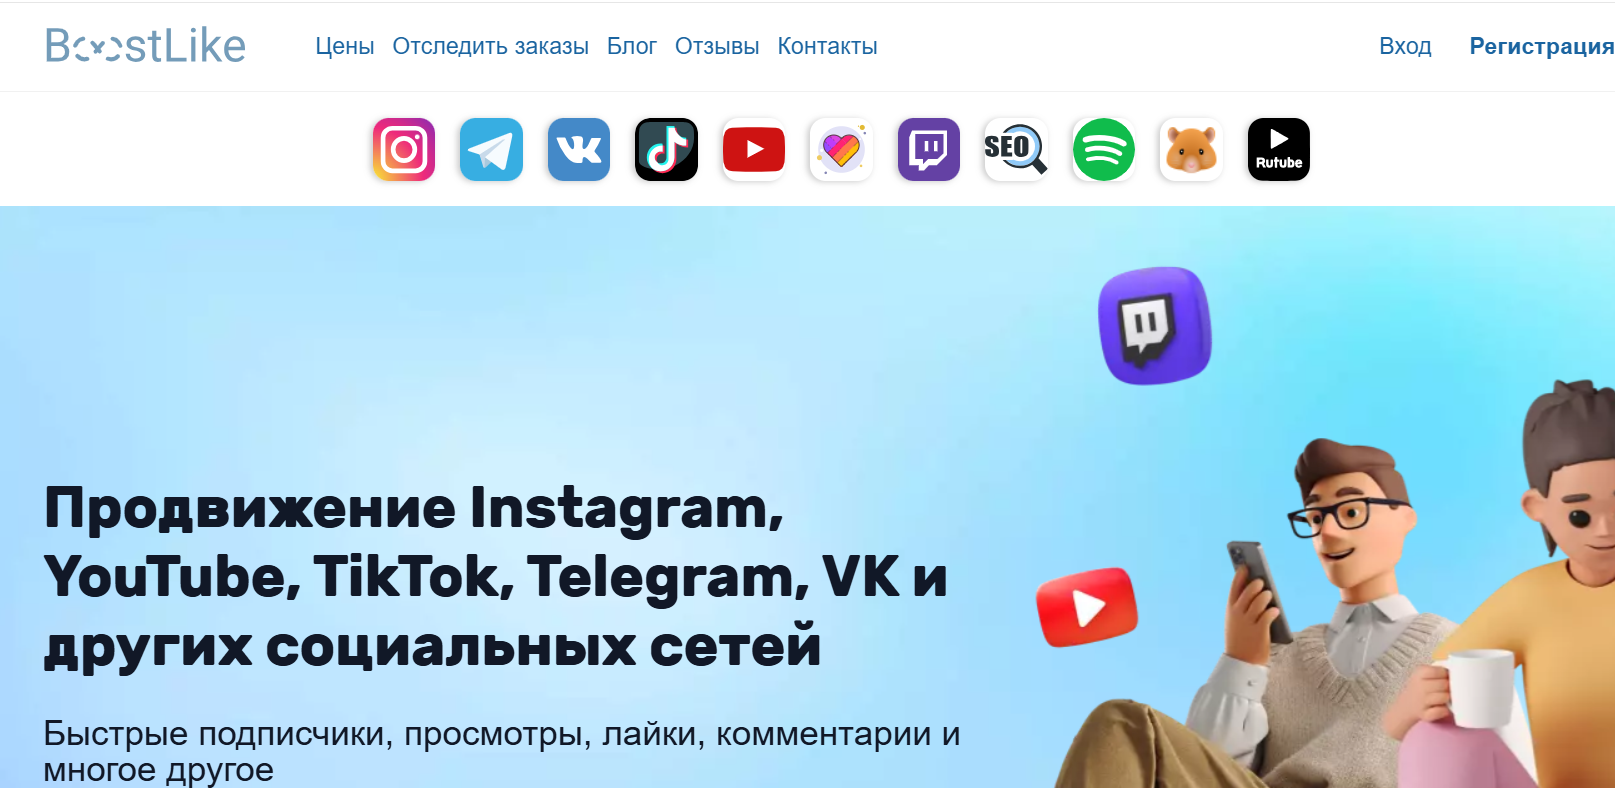 BoostLike
Цены Отследить заказы Блог Отзывы Контакты
Вход Регистрация
SEO
Rutube
Продвижение Instagram,
YouTube, TikTok, Telegram, VK и
других социальных сетей
Быстрые подписчики, просмотры, лайки, комментарии и
многое другое